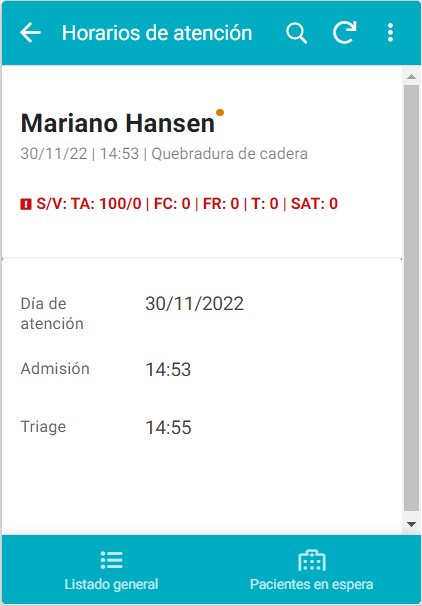 Horarios de atención
Mariano Hansen
30/11/22 | 14:53 | Quebradura de cadera
S/V: TA: 100/0 | FC: 0 | FR: 0 | T: 0 | SAT: 0
Día de
atención
30/11/2022
Admisión
14:53
Triage
14:55
Listado general
Pacientes en espera